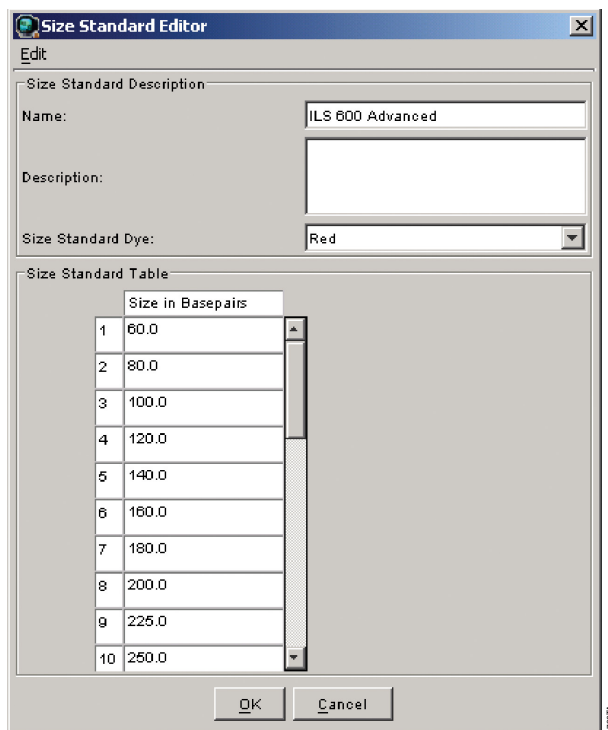 Size Standard Editor
Edit
Size Standard Description
Name: ILS 600 Advanced
Description:
Size Standard Dye: Red
Size Standard Table
Size in Basepairs
1 60.0
2 80.0
3 100.0
4 120.0
5 140.0
6 160.0
7 180.0
8 200.0
9 225.0
10 250.0
OK Cancel